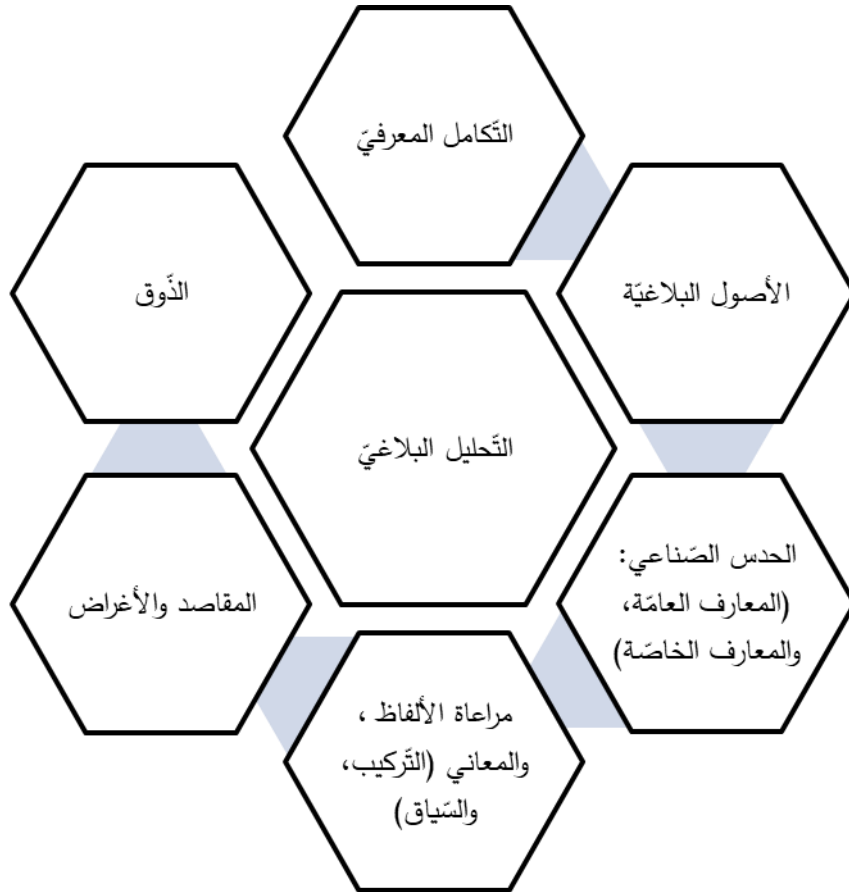 التّكامل المعرفيّ
الأصول البلاغيّة
الذّوق
التّحليل البلاغيّ
الحدس الصّناعي:
(المعارف العامّة،
والمعارف الخاصّة)
المقاصد والأغراض
مراعاة الألفاظ ،
والمعاني (التّركيب،
والسّياق)